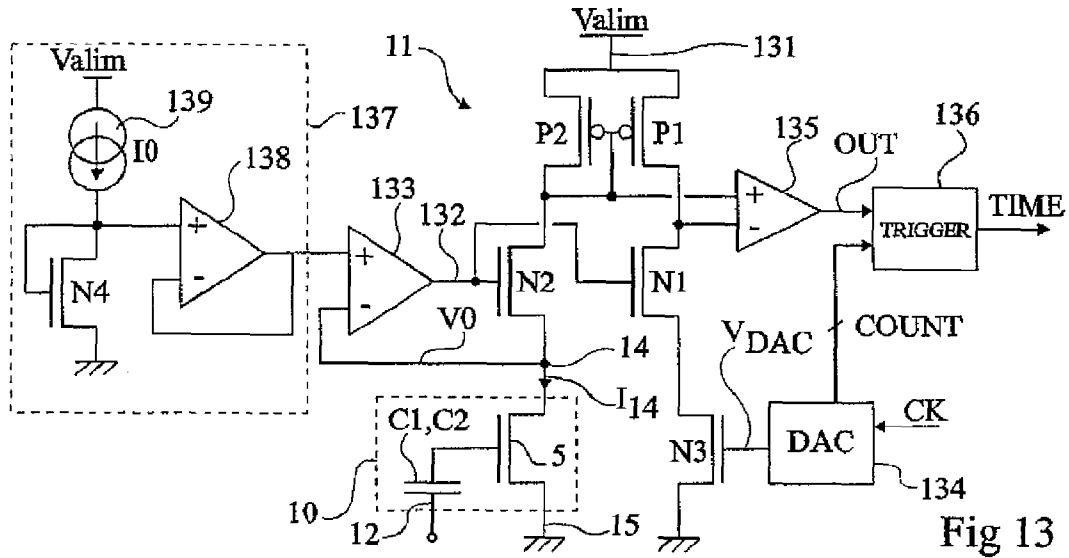 Valim
11
131
139
137
136
Valim
P2
P1
135
OUT
I0
138
133
132
TRIGGER
TIME
+
-
+
-
+
-
N4
N2
N1
V0
14
VDAC
COUNT
I14
C1,C2
5
N3
DAC
CK
10
12
15
134
Fig 13